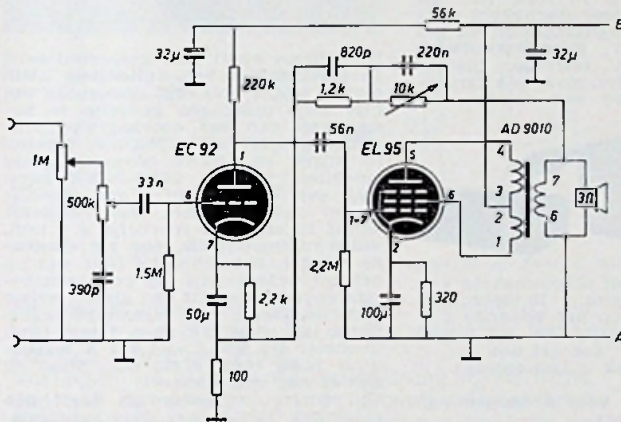 56k
B
32µ
820p
220n
32µ
220k
1,2k
10k
AD 9010
56n
1M
EC 92
EL 95
5
4
1
33n
3
7
3Ω
500k
6
6
2
6
1-7
1
7
2
390p
1,5M
2,2M
2,2k
320
50µ
100µ
A
100